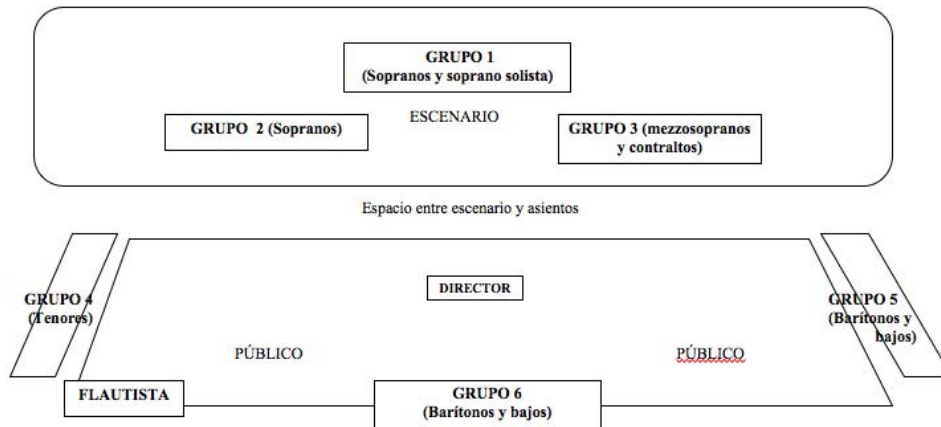 GRUPO 1
(Sopranos y soprano solista)
ESCENARIO
GRUPO 2 (Sopranos)
GRUPO 3 (mezzosopranos
y contraltos)
Espacio entre escenario y asientos
GRUPO 4
(Tenores)
DIRECTOR
GRUPO 5
(Barítonos y
bajos)
PÚBLICO
PÚBLICO
FLAUTISTA
GRUPO 6
(Barítonos y bajos)